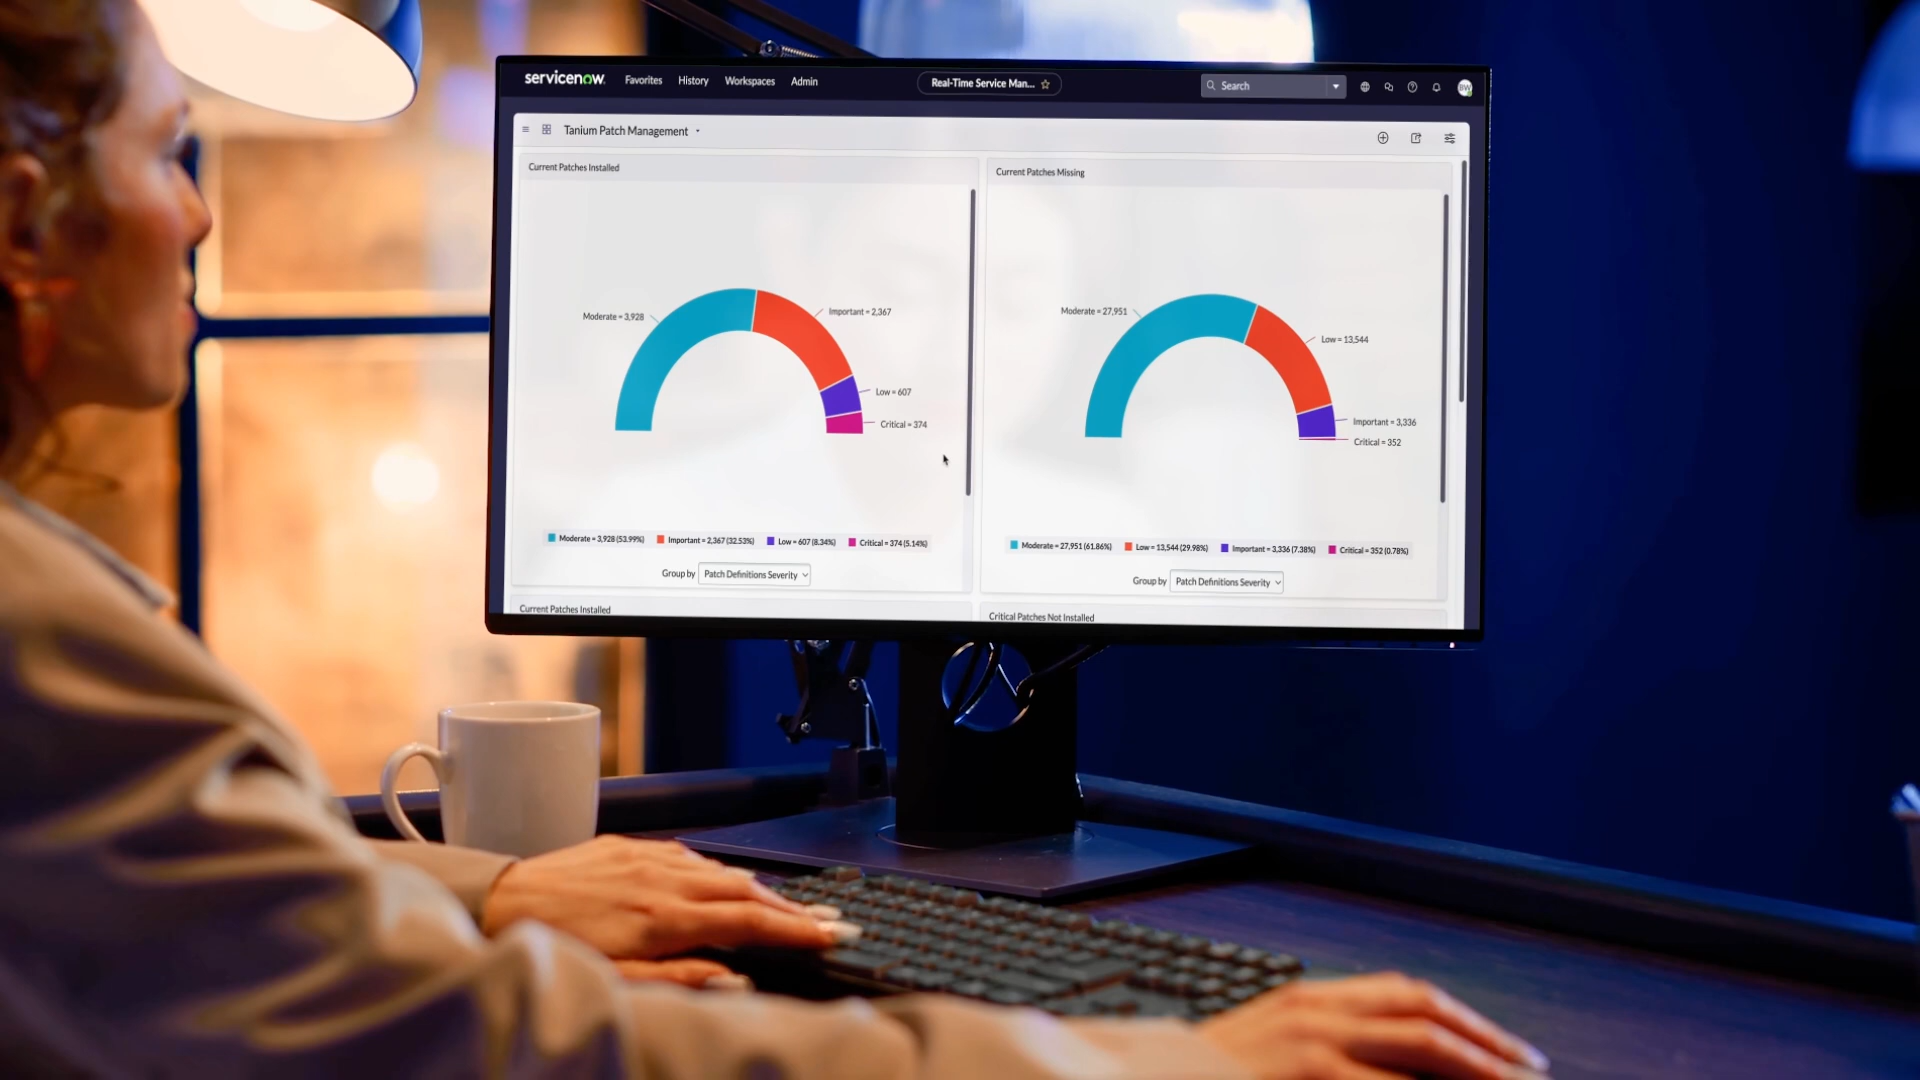 servicenow. Favorites History Workspaces Admin Real-Time Service Man... Search BW
Tanium Patch Management
Current Patches Installed
Moderate = 3,928
Important = 2,367
Low = 607
Critical = 374
Moderate = 3,928 (53.99%) Important = 2,367 (32.53%) Low = 607 (8.34%) Critical = 374 (5.14%)
Group by Patch Definitions Severity
Current Patches Installed
Current Patches Missing
Moderate = 27,951
Low = 13,544
Important = 3,336
Critical = 352
Moderate = 27,951 (61.86%) Low = 13,544 (29.98%) Important = 3,336 (7.38%) Critical = 352 (0.78%)
Group by Patch Definitions Severity
Critical Patches Not Installed